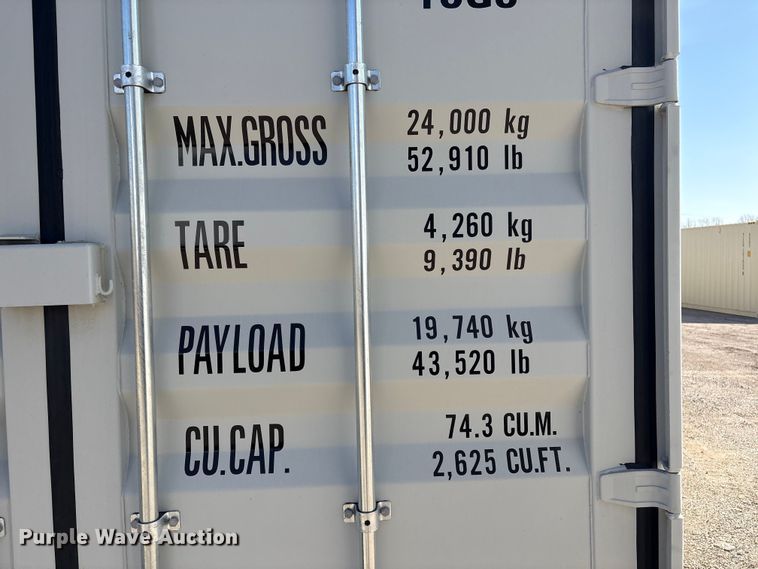 MAX.GROSS 24,000 kg
52,910 lb
TARE 4,260 kg
9,390 lb
PAYLOAD 19,740 kg
43,520 lb
CU.CAP. 74.3 CU.M.
2,625 CU.FT.
Purple Wave Auction